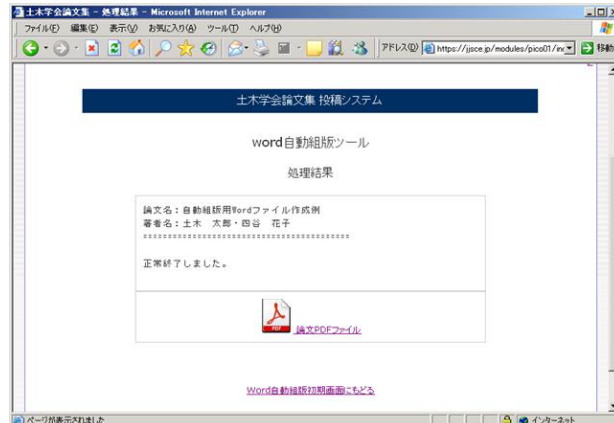 土木学会論文集 - 処理結果 - Microsoft Internet Explorer
ファイル(F) 編集(E) 表示(V) お気に入り(A) ツール(T) ヘルプ(H)
アドレス(D) https://jjsce.jp/modules/pico01/in 移動
土木学会論文集 投稿システム
word自動組版ツール
処理結果
論文名：自動組版用Wordファイル作成例
著者名：土木 太郎・四谷 花子
==========================================
正常終了しました。
PDF 論文PDFファイル
Word自動組版初期画面にもどる
ページが表示されました インターネット